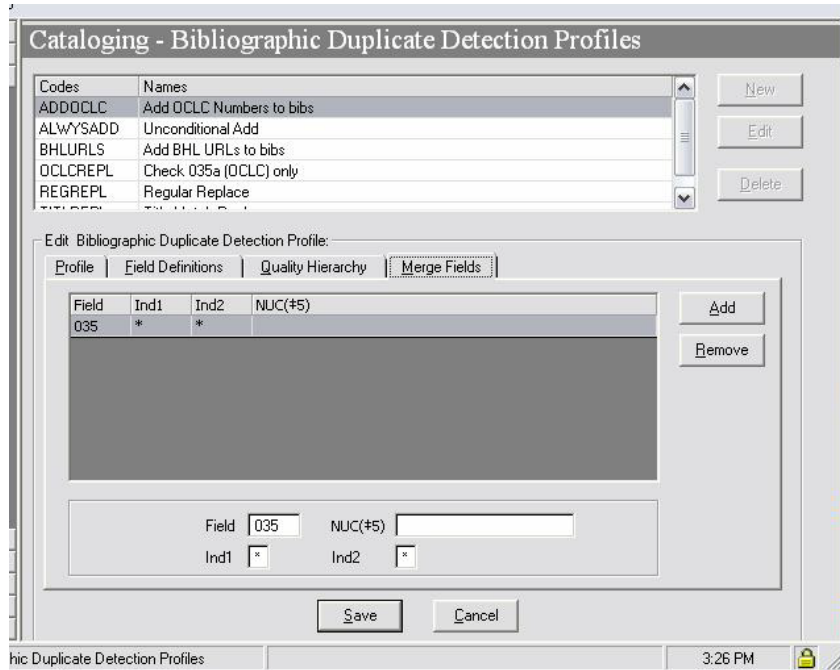 Cataloging - Bibliographic Duplicate Detection Profiles
Codes Names
ADDOCLC Add OCLC Numbers to bibs
ALWYSADD Unconditional Add
BHLURLS Add BHL URLs to bibs
OCLCREPL Check 035a (OCLC) only
REGREPL Regular Replace
New
Edit
Delete
Edit Bibliographic Duplicate Detection Profile:
Profile Field Definitions Quality Hierarchy Merge Fields
Field Ind1 Ind2 NUC(‡5)
035 * *
Add
Remove
Field 035 NUC(‡5)
Ind1 * Ind2 *
Save Cancel
hic Duplicate Detection Profiles 3:26 PM